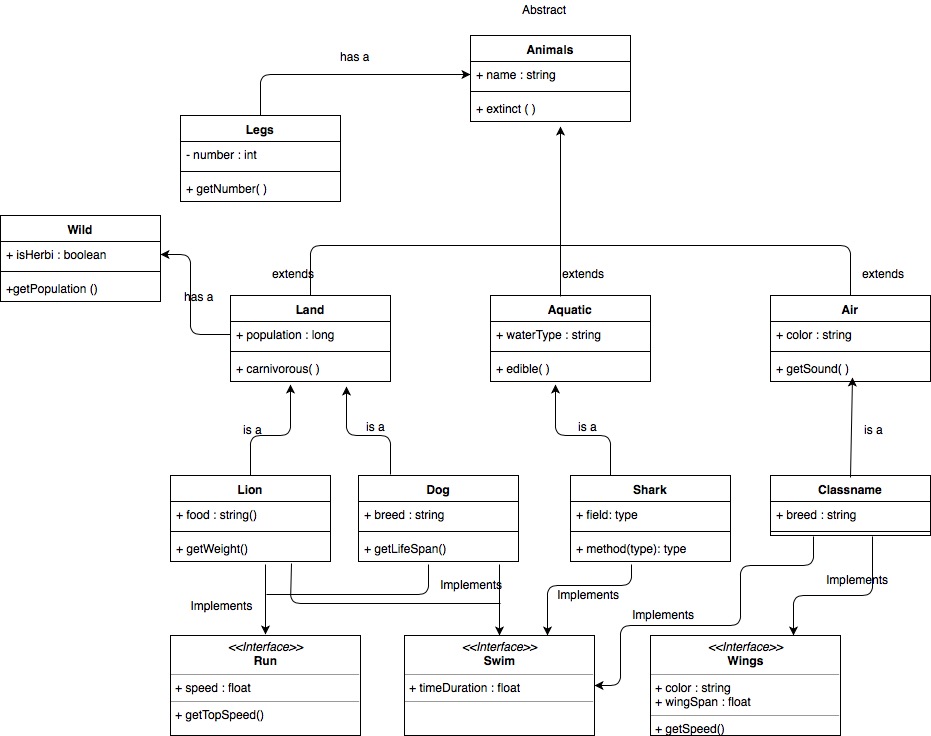 Abstract
Animals
+ name : string
+ extinct ( )
has a
Legs
- number : int
+ getNumber( )
Wild
+ isHerbi : boolean
+getPopulation ()
has a
extends
extends
extends
Land
+ population : long
+ carnivorous( )
Aquatic
+ waterType : string
+ edible( )
Air
+ color : string
+ getSound( )
is a
is a
is a
is a
Lion
+ food : string()
+ getWeight()
Dog
+ breed : string
+ getLifeSpan()
Shark
+ field: type
+ method(type): type
Classname
+ breed : string
Implements
Implements
Implements
Implements
Implements
<<Interface>>
Run
+ speed : float
+ getTopSpeed()
<<Interface>>
Swim
+ timeDuration : float
<<Interface>>
Wings
+ color : string
+ wingSpan : float
+ getSpeed()